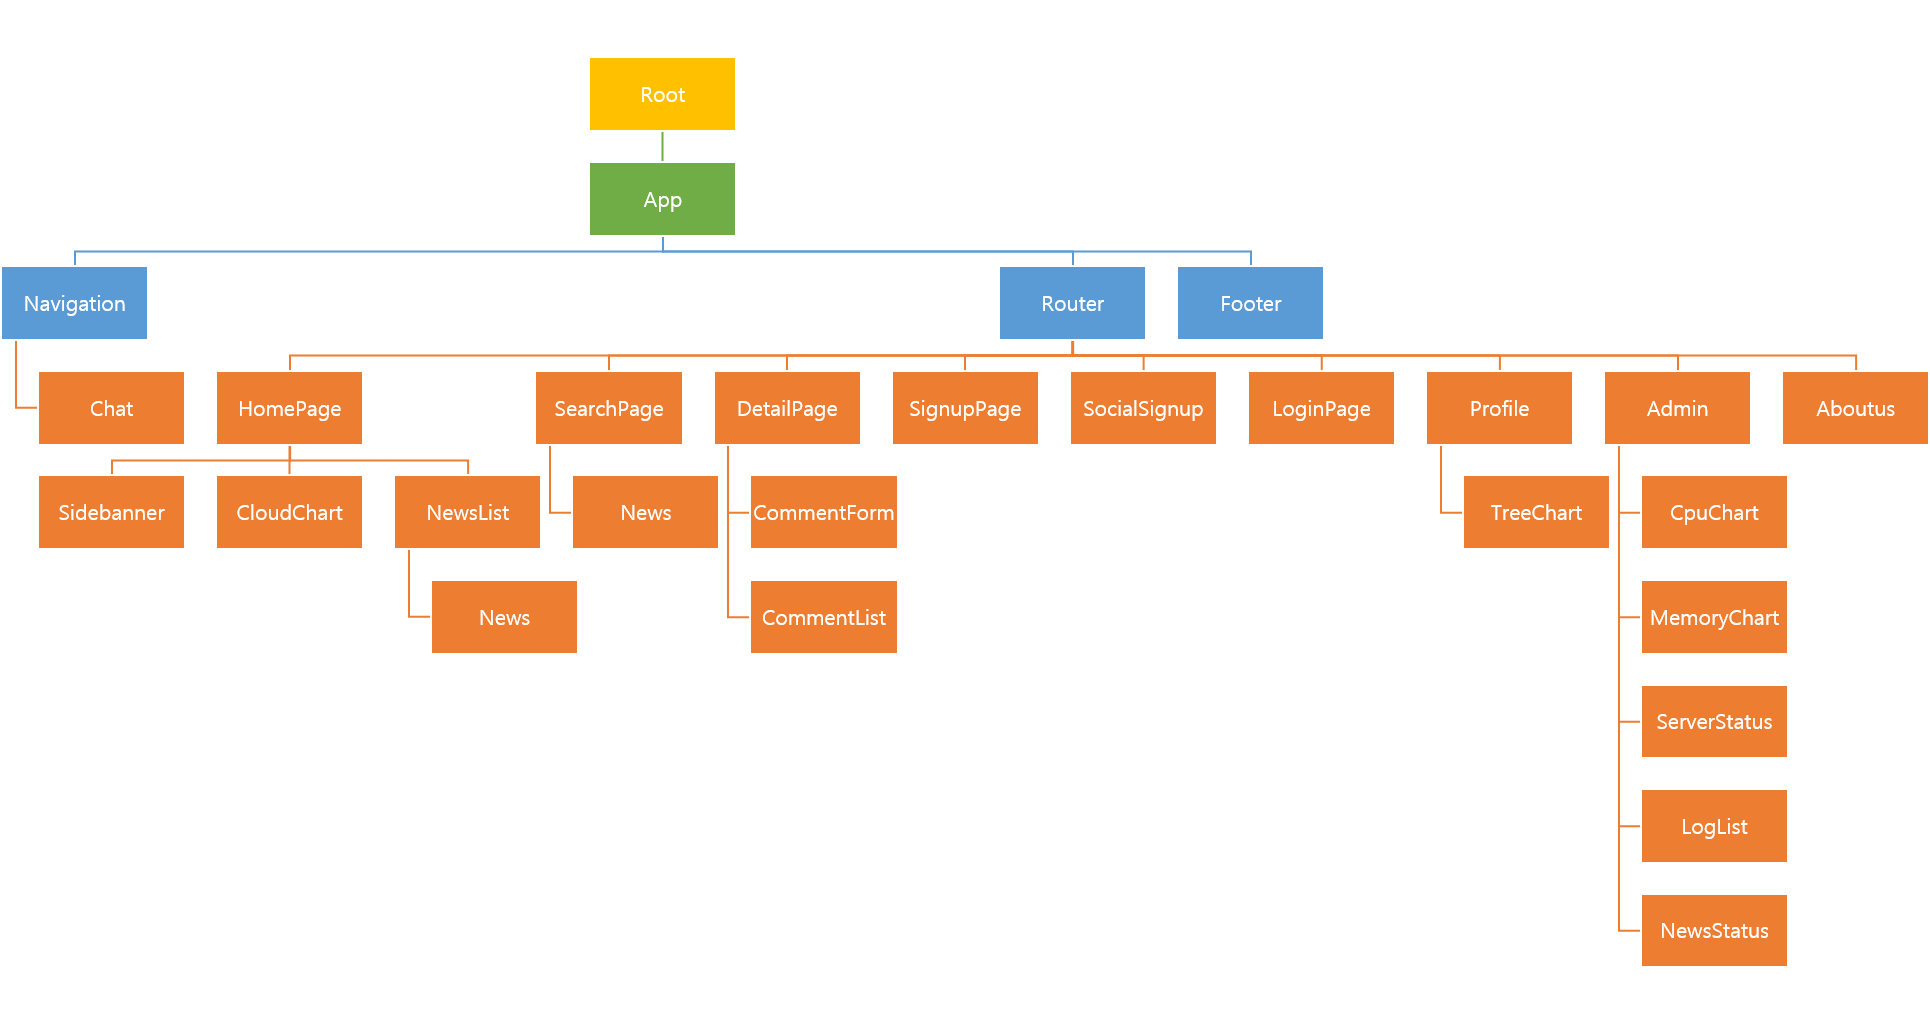 Root
App
Navigation
Router
Footer
Chat
HomePage
SearchPage
DetailPage
SignupPage
SocialSignup
LoginPage
Profile
Admin
Aboutus
Sidebanner
CloudChart
NewsList
News
CommentForm
TreeChart
CpuChart
News
CommentList
MemoryChart
ServerStatus
LogList
NewsStatus